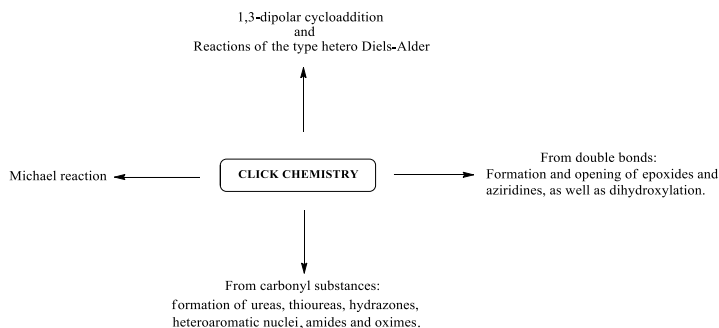 1,3-dipolar cycloaddition
and
Reactions of the type hetero Diels-Alder
Michael reaction
CLICK CHEMISTRY
From double bonds:
Formation and opening of epoxides and
aziridines, as well as dihydroxylation.
From carbonyl substances:
formation of ureas, thioureas, hydrazones,
heteroaromatic nuclei, amides and oximes.